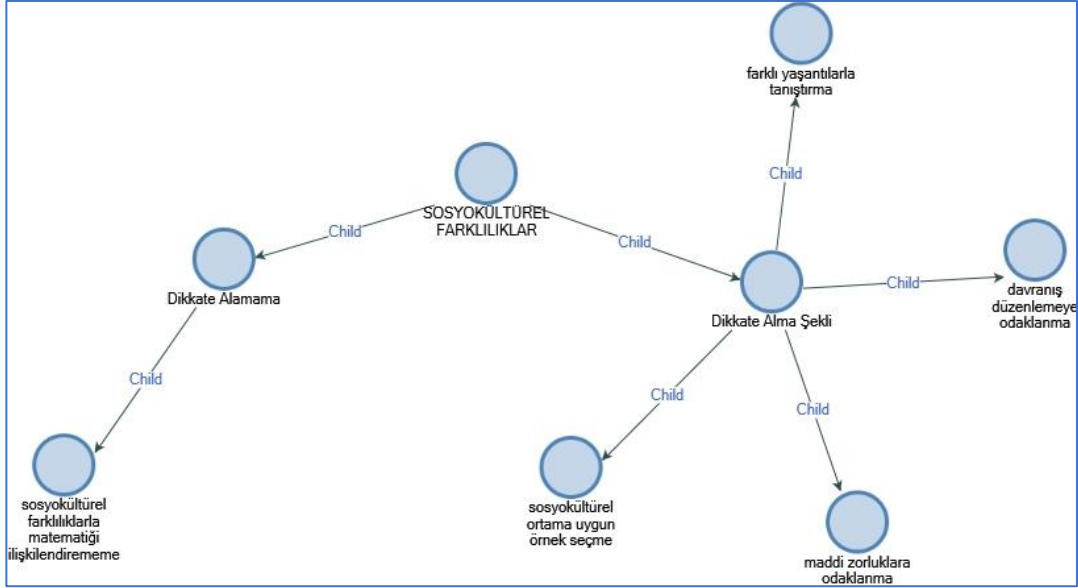 farklı yaşantılarla
tanıştırma
Child
SOSYOKÜLTÜREL
FARKLILIKLAR
Child
Child
Dikkate Alamama
Child
davranış
düzenlemeye
odaklanma
Dikkate Alma Şekli
Child
Child
Child
sosyokültürel
farklılıklarla
matematiği
ilişkilendirememe
sosyokültürel
ortama uygun
örnek seçme
maddi zorluklara
odaklanma